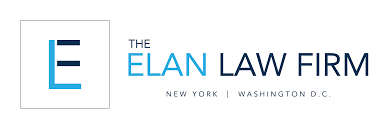 THE
ELAN LAW FIRM
NEW YORK | WASHINGTON D.C.